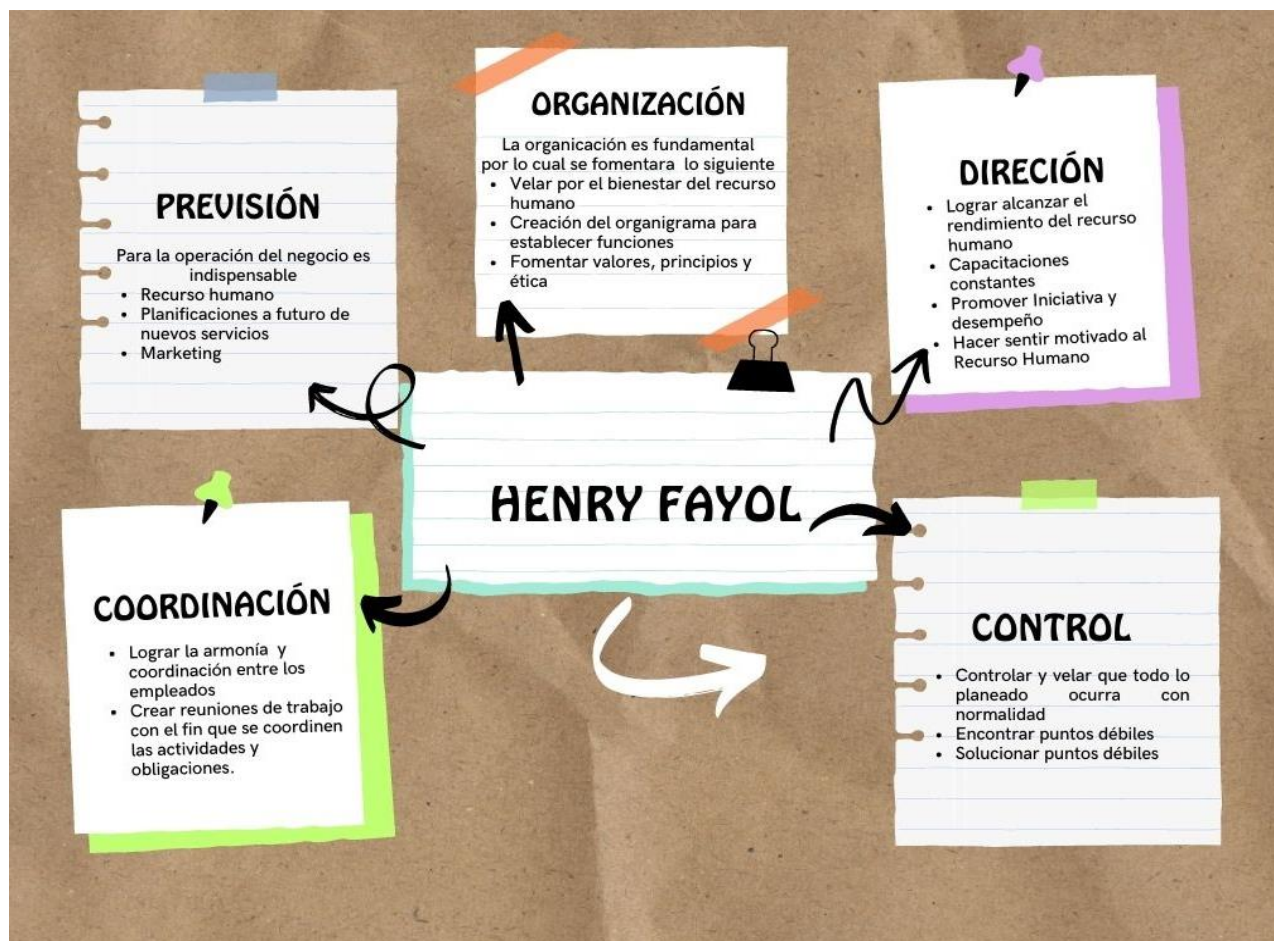 PREVISIÓN
Para la operación del negocio es
indispensable
• Recurso humano
• Planificaciones a futuro de
nuevos servicios
• Marketing
ORGANIZACIÓN
La organicación es fundamental
por lo cual se fomentara lo siguiente
• Velar por el bienestar del recurso
humano
• Creación del organigrama para
establecer funciones
• Fomentar valores, principios y
ética
DIRECIÓN
• Lograr alcanzar el
rendimiento del recurso
humano
• Capacitaciones
constantes
• Promover Iniciativa y
desempeño
• Hacer sentir motivado al
Recurso Humano
HENRY FAYOL
COORDINACIÓN
• Lograr la armonía y
coordinación entre los
empleados
• Crear reuniones de trabajo
con el fin que se coordinen
las actividades y
obligaciones.
CONTROL
• Controlar y velar que todo lo
planeado ocurra con
normalidad
• Encontrar puntos débiles
• Solucionar puntos débiles